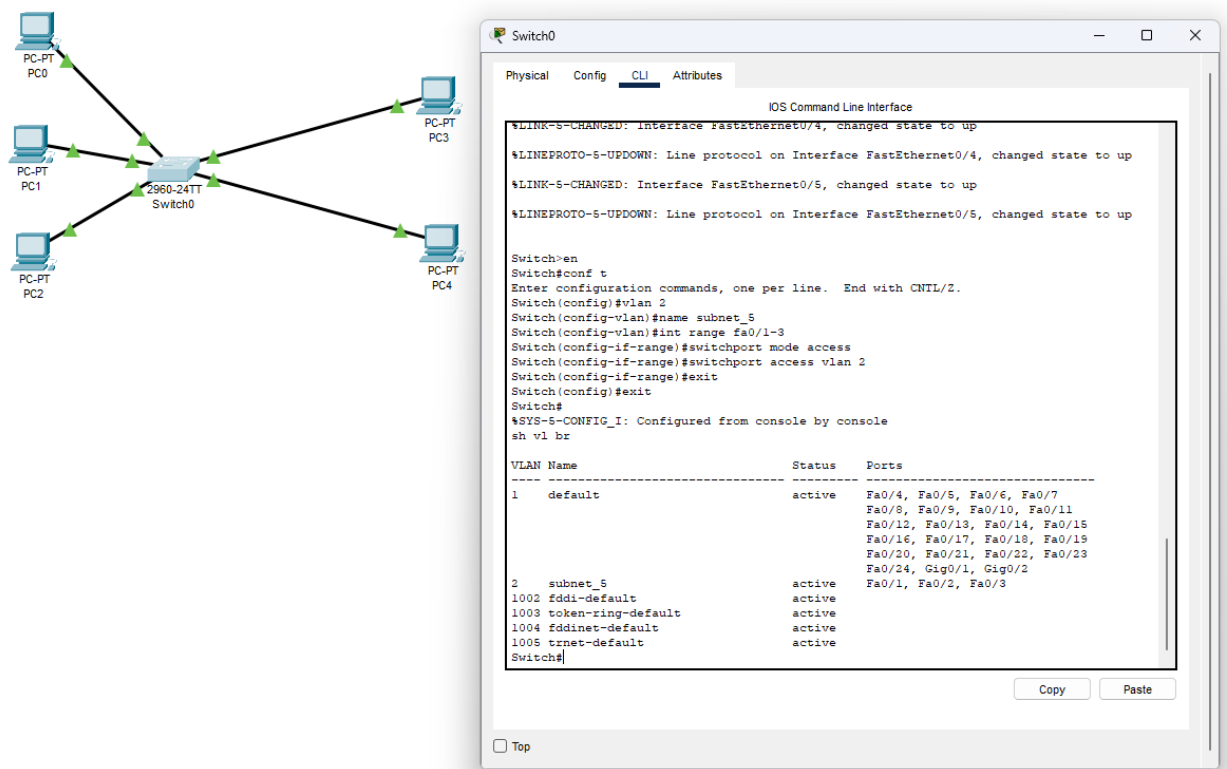 PC-PT
PC0
PC-PT
PC1
PC-PT
PC2
2960-24TT
Switch0
PC-PT
PC3
PC-PT
PC4
Switch0
Physical Config CLI Attributes
IOS Command Line Interface
%LINK-5-CHANGED: Interface FastEthernet0/4, changed state to up
%LINEPROTO-5-UPDOWN: Line protocol on Interface FastEthernet0/4, changed state to up
%LINK-5-CHANGED: Interface FastEthernet0/5, changed state to up
%LINEPROTO-5-UPDOWN: Line protocol on Interface FastEthernet0/5, changed state to up
Switch>en
Switch#conf t
Enter configuration commands, one per line.  End with CNTL/Z.
Switch(config)#vlan 2
Switch(config-vlan)#name subnet_5
Switch(config-vlan)#int range fa0/1-3
Switch(config-if-range)#switchport mode access
Switch(config-if-range)#switchport access vlan 2
Switch(config-if-range)#exit
Switch(config)#exit
Switch#
%SYS-5-CONFIG_I: Configured from console by console
sh vl br
VLAN Name Status Ports
---- -------------------------------- --------- -------------------------------
1 default active Fa0/4, Fa0/5, Fa0/6, Fa0/7
Fa0/8, Fa0/9, Fa0/10, Fa0/11
Fa0/12, Fa0/13, Fa0/14, Fa0/15
Fa0/16, Fa0/17, Fa0/18, Fa0/19
Fa0/20, Fa0/21, Fa0/22, Fa0/23
Fa0/24, Gig0/1, Gig0/2
2 subnet_5 active Fa0/1, Fa0/2, Fa0/3
1002 fddi-default active
1003 token-ring-default active
1004 fddinet-default active
1005 trnet-default active
Switch#
Copy Paste
Top